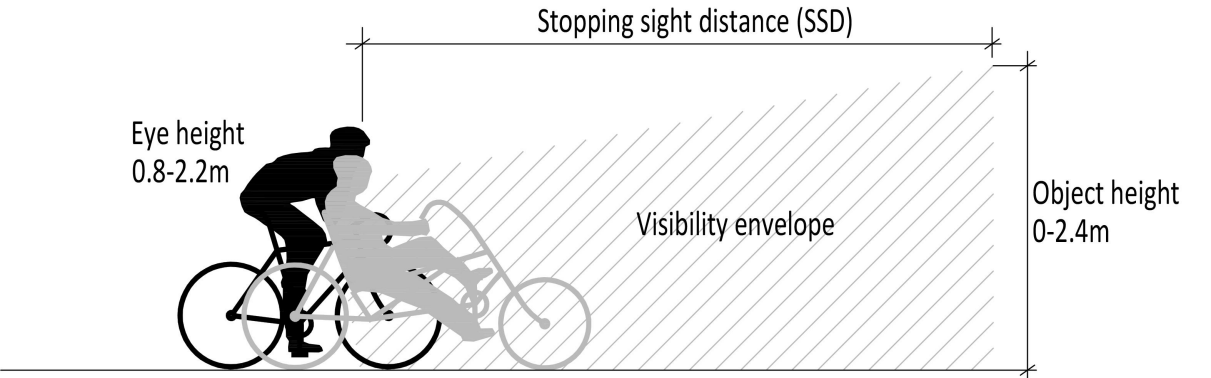 Stopping sight distance (SSD)
Eye height
0.8-2.2m
Visibility envelope
Object height
0-2.4m